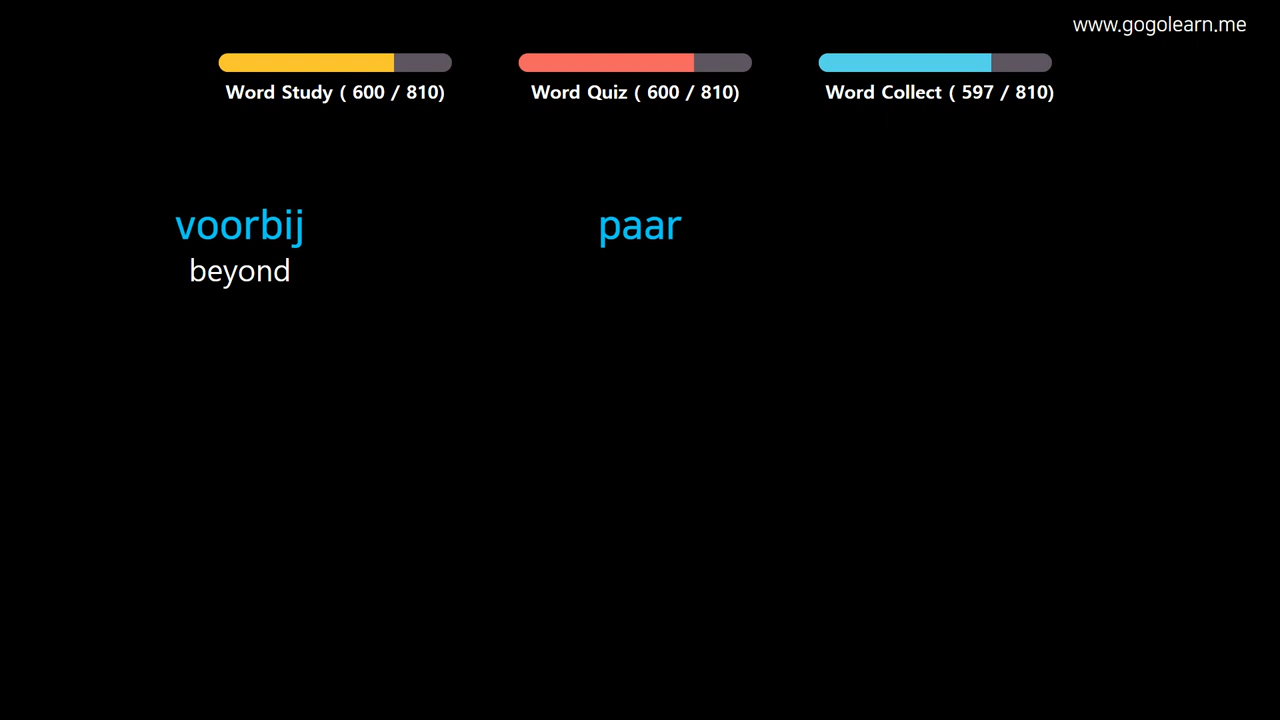 www.gogolearn.me
Word Study ( 600 / 810)
Word Quiz ( 600 / 810)
Word Collect ( 597 / 810)
voorbij
beyond
paar